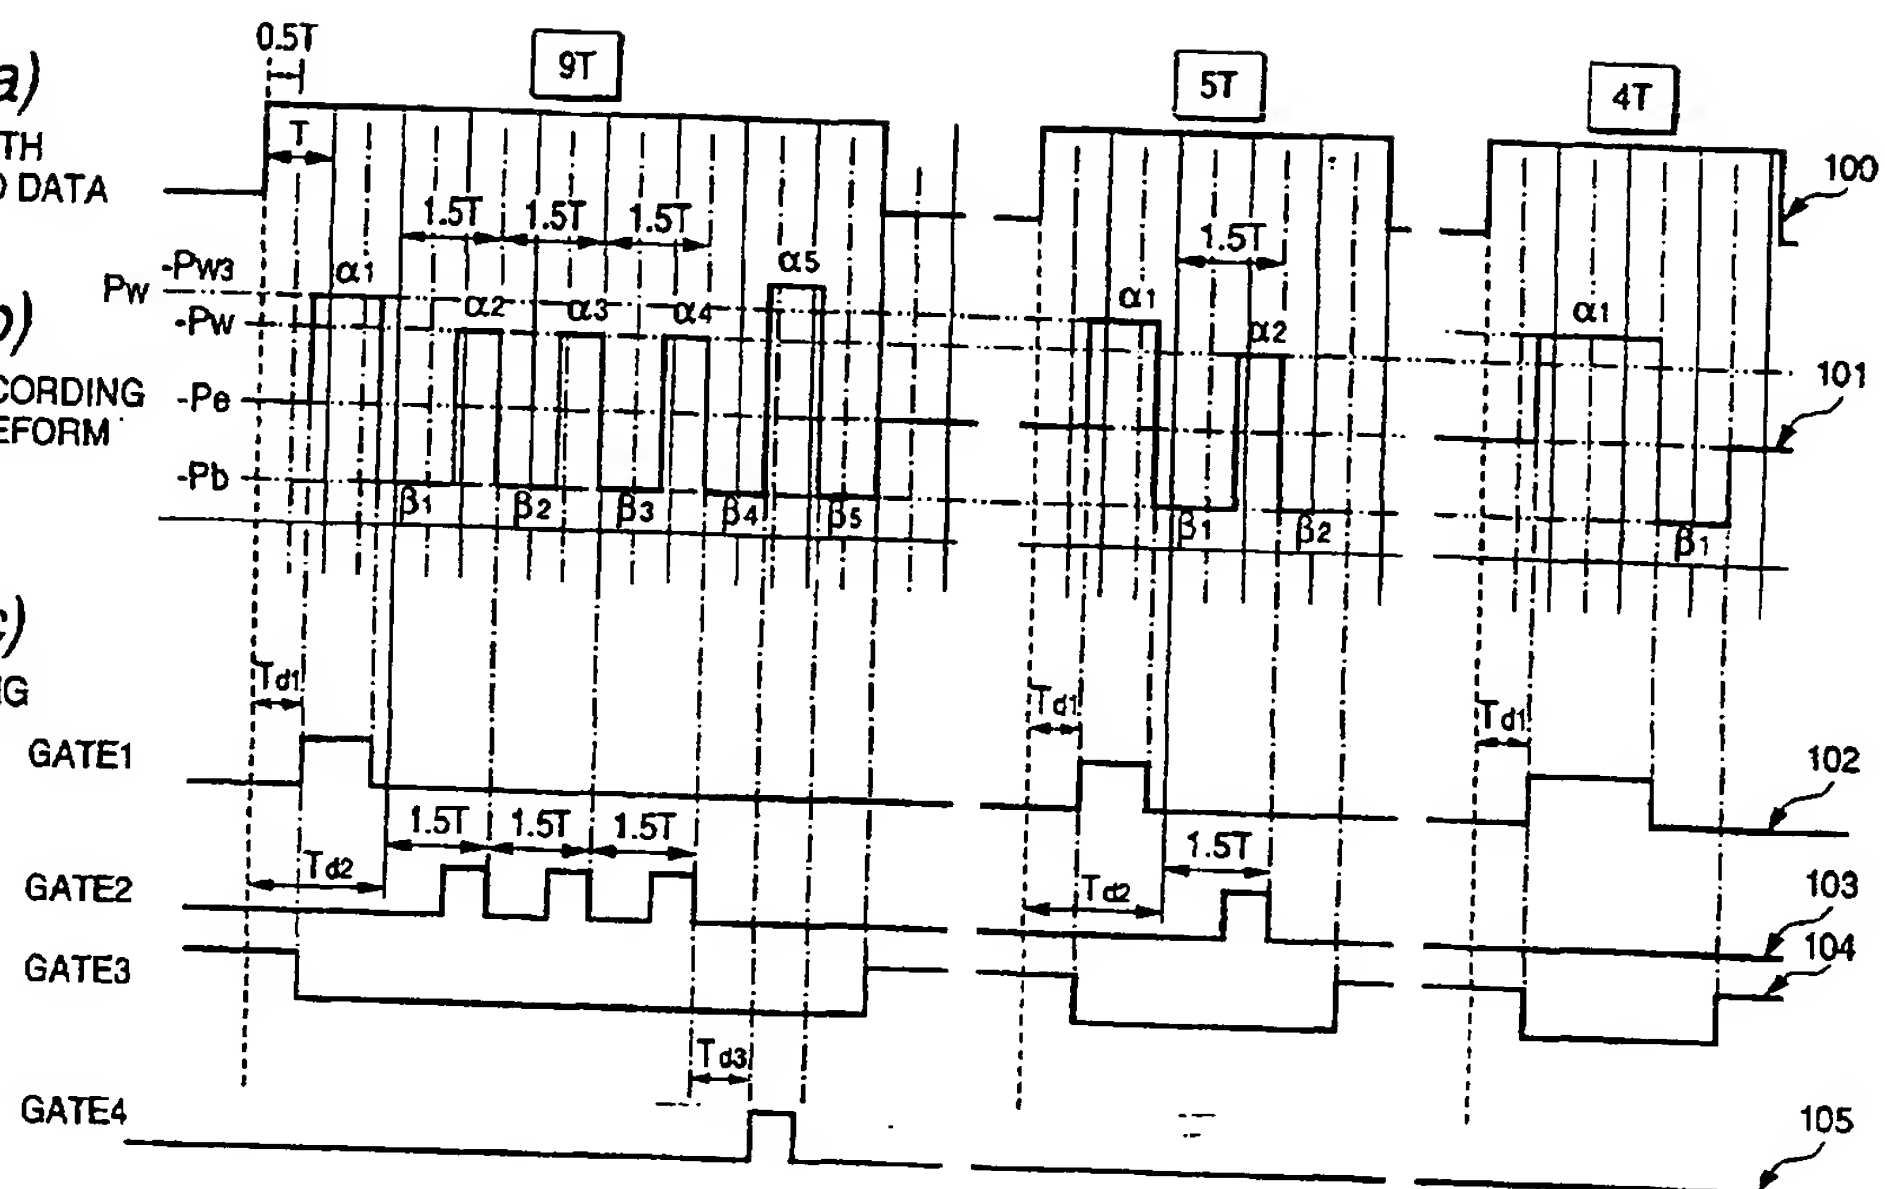 0.5T
9T
5T
4T
a)
TH
D DATA
T
100
1.5T 1.5T 1.5T
1.5T
-Pw3
Pw
α1
α5
α1
α1
b)
-Pw
α2 α3 α4
α2
101
CORDING
EFORM
-Pe
-Pb
β1 β2 β3 β4 β5
β1 β2
β1
c)
NG
Td1
Td1
Td1
GATE1
102
1.5T 1.5T 1.5T
1.5T
GATE2
Td2
Td2
103
GATE3
104
Td3
GATE4
105